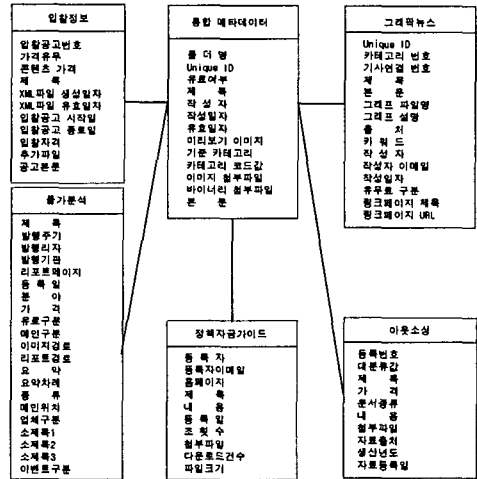 입찰정보
입찰공고번호
가격유무
콘텐츠 가격
제 목
XML파일 생성일자
XML파일 유효일자
입찰공고 시작일
입찰공고 종료일
입찰자격
추가파일
공고본문
통합 메타데이터
폴더명
Unique ID
유료여부
제 목
작 성 자
작성일자
유효일자
미리보기 이미지
기준 카테고리
카테고리 코드값
이미지 첨부파일
바이너리 첨부파일
본 문
그래픽뉴스
Unique ID
카테고리 번호
기사연결 번호
제 목
본 문
그래프 파일명
그래프 설명
출 처
키 워 드
작 성 자
작성자 이메일
작성일자
유무료 구분
링크페이지 제목
링크페이지 URL
물가분석
제 목
발행주기
발행리자
발행기관
리포트페이지
등 록 일
분 야
가 격
유료구분
메인구분
이미지경로
리포트경로
요 약
요약차례
종 류
메인위치
업체구분
소제목1
소제목2
소제목3
이벤트구분
정책자금가이드
등 록 자
등록자이메일
홈페이지
제 목
내 용
등 록 일
조 횟 수
첨부파일
다운로드건수
파일크기
아웃소싱
등록번호
대분류값
제 목
가 격
문서종류
내 용
첨부파일
자료출처
생산년도
자료등록일